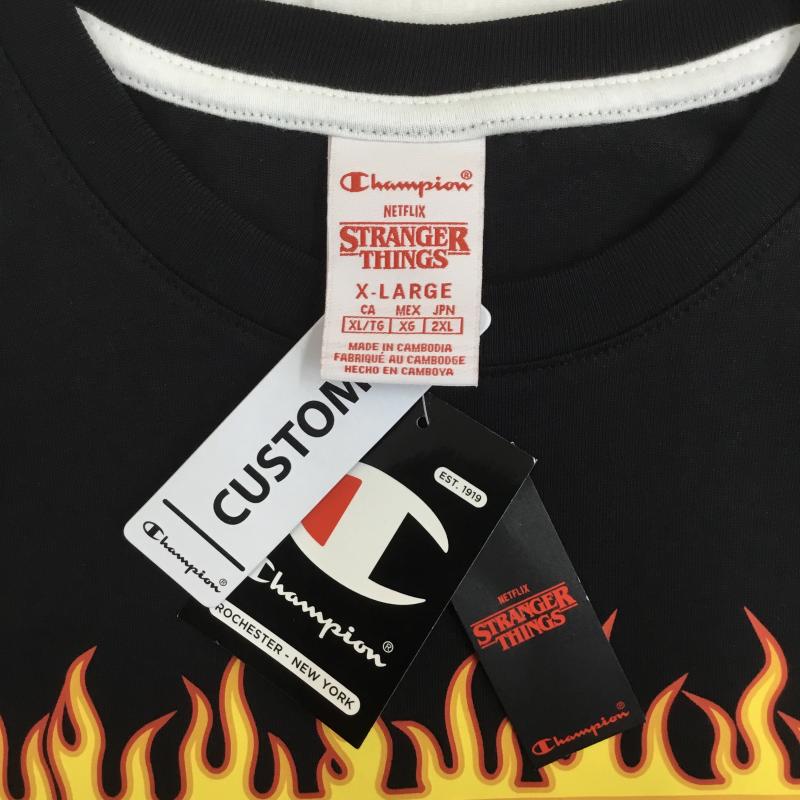 Champion®
NETFLIX
STRANGER
THINGS
X-LARGE
CA MEX JPN
XL/TG XG 2XL
MADE IN CAMBODIA
FABRIQUÉ AU CAMBODGE
HECHO EN CAMBOYA
CUSTOM
Champion®
EST. 1919
Champion®
ROCHESTER - NEW YORK
NETFLIX
STRANGER
THINGS
Champion®